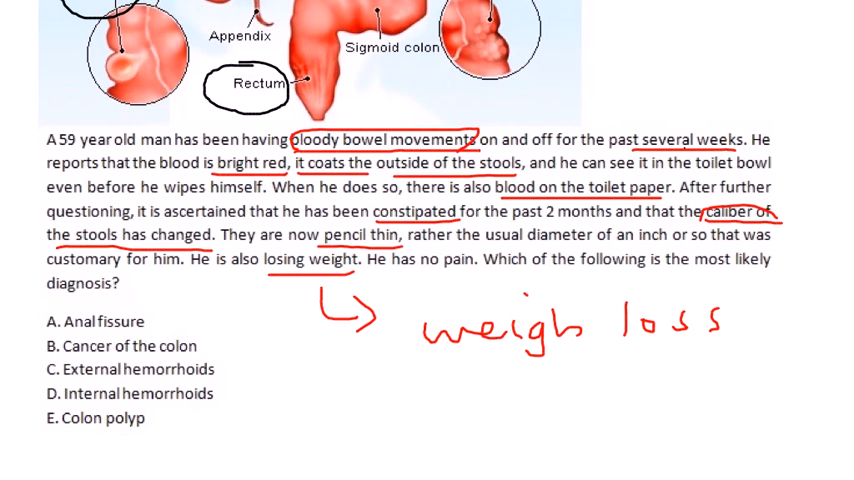 Appendix
Sigmoid colon
Rectum
A 59 year old man has been having bloody bowel movements on and off for the past several weeks. He
reports that the blood is bright red, it coats the outside of the stools, and he can see it in the toilet bowl
even before he wipes himself. When he does so, there is also blood on the toilet paper. After further
questioning, it is ascertained that he has been constipated for the past 2 months and that the caliber of
the stools has changed. They are now pencil thin, rather the usual diameter of an inch or so that was
customary for him. He is also losing weight. He has no pain. Which of the following is the most likely
diagnosis?
weigh loss
A. Anal fissure
B. Cancer of the colon
C. External hemorrhoids
D. Internal hemorrhoids
E. Colon polyp